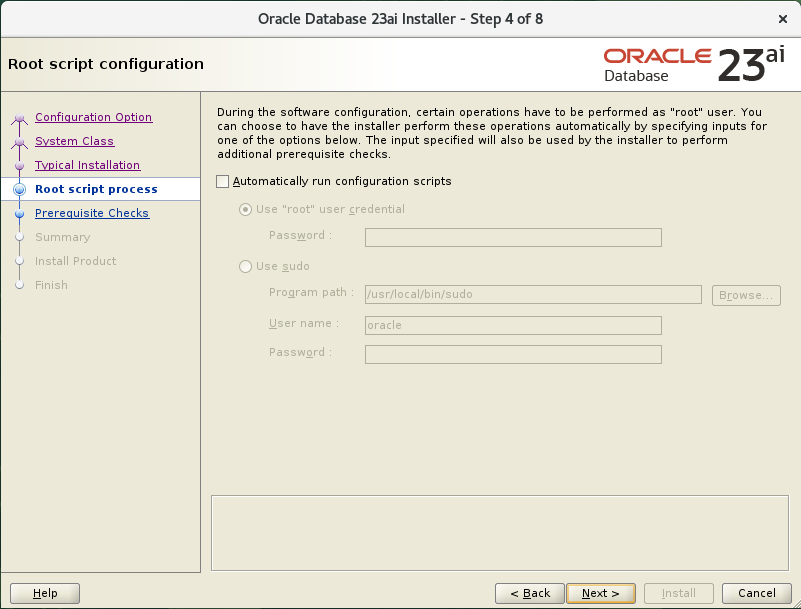 Oracle Database 23ai Installer - Step 4 of 8
×
Root script configuration
ORACLE
Database
23ai
Configuration Option
System Class
Typical Installation
Root script process
Prerequisite Checks
Summary
Install Product
Finish
During the software configuration, certain operations have to be performed as "root" user. You
can choose to have the installer perform these operations automatically by specifying inputs for
one of the options below. The input specified will also be used by the installer to perform
additional prerequisite checks.
Automatically run configuration scripts
Use "root" user credential
Password :
Use sudo
Program path : /usr/local/bin/sudo Browse...
User name : oracle
Password :
Help < Back Next > Install Cancel